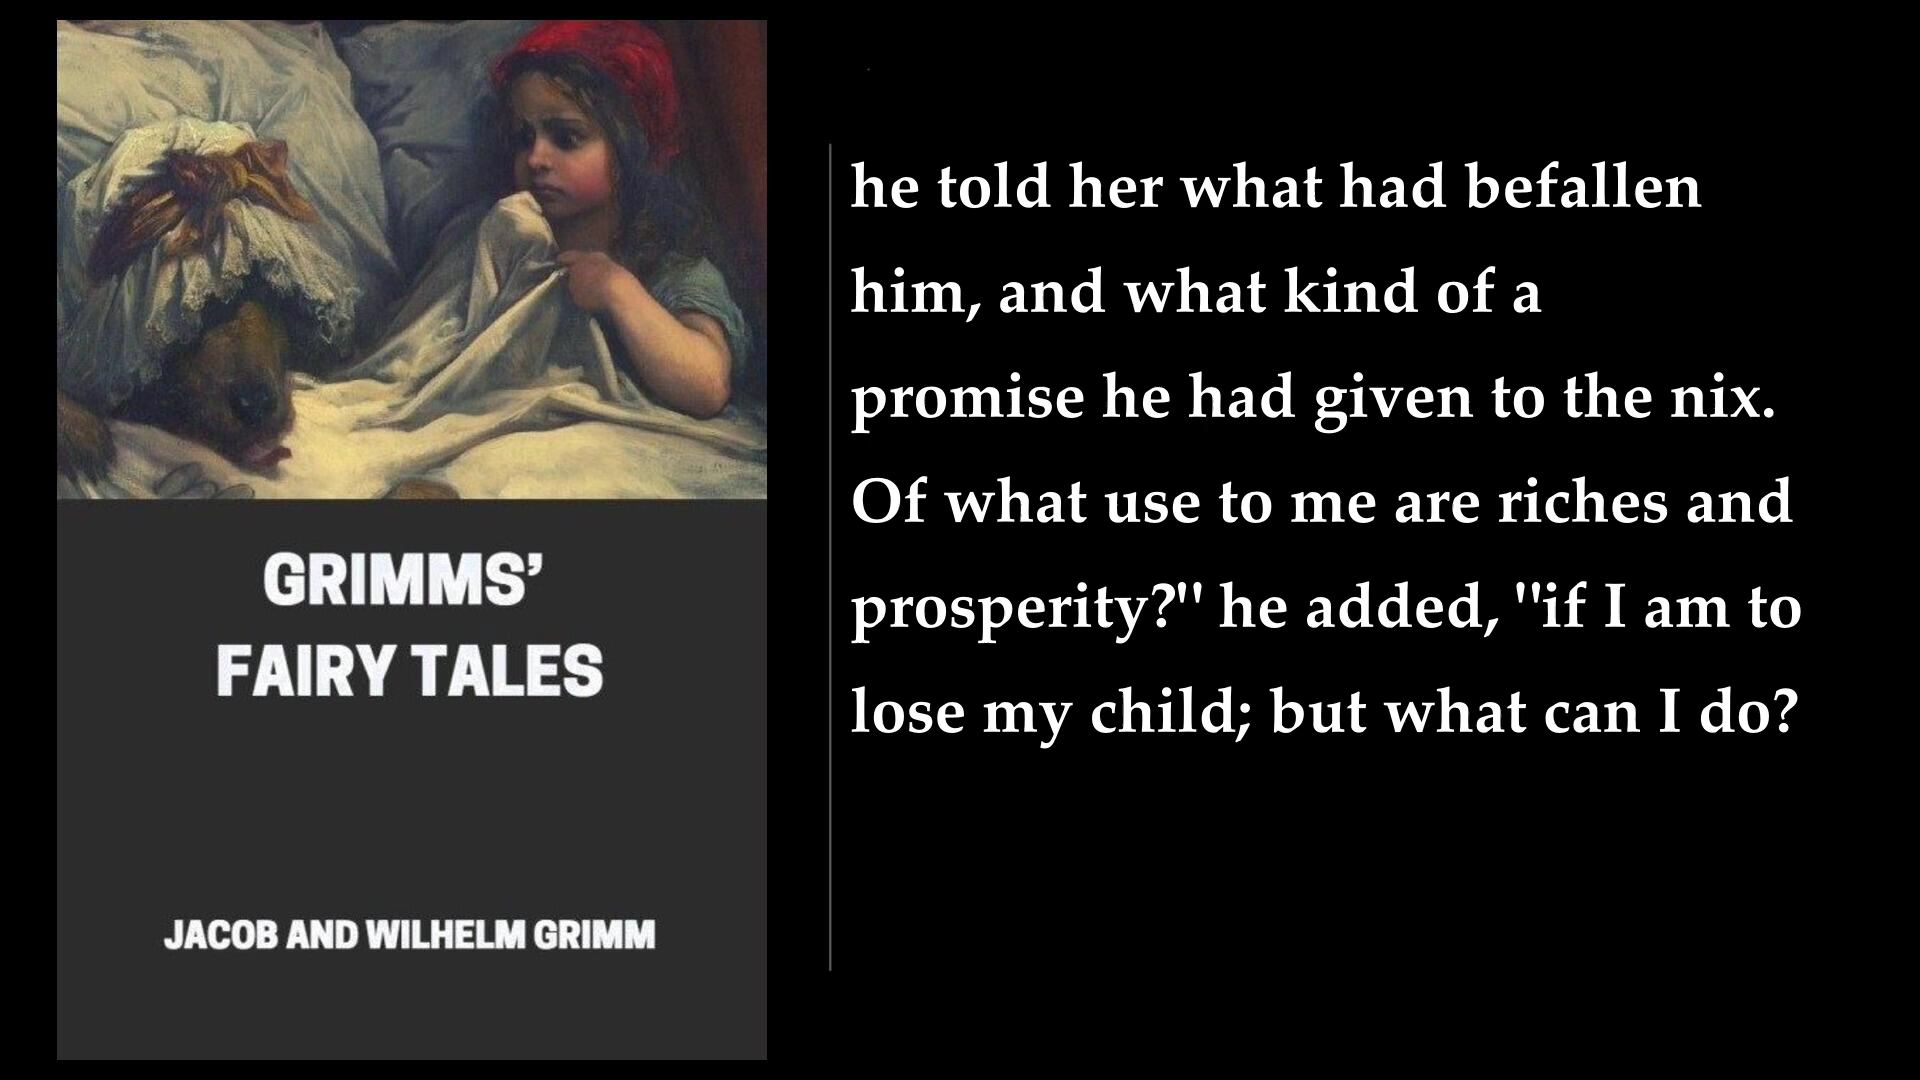 GRIMMS’
FAIRY TALES
JACOB AND WILHELM GRIMM
he told her what had befallen
him, and what kind of a
promise he had given to the nix.
Of what use to me are riches and
prosperity?" he added, "if I am to
lose my child; but what can I do?